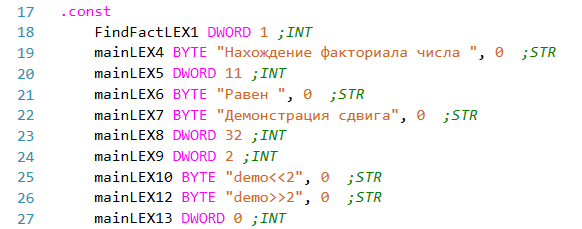 17 .const
18 FindFactLEX1 DWORD 1 ;INT
19 mainLEX4 BYTE "Нахождение факториала числа ", 0 ;STR
20 mainLEX5 DWORD 11 ;INT
21 mainLEX6 BYTE "Равен ", 0 ;STR
22 mainLEX7 BYTE "Демонстрация сдвига", 0 ;STR
23 mainLEX8 DWORD 32 ;INT
24 mainLEX9 DWORD 2 ;INT
25 mainLEX10 BYTE "demo<<2", 0 ;STR
26 mainLEX12 BYTE "demo>>2", 0 ;STR
27 mainLEX13 DWORD 0 ;INT